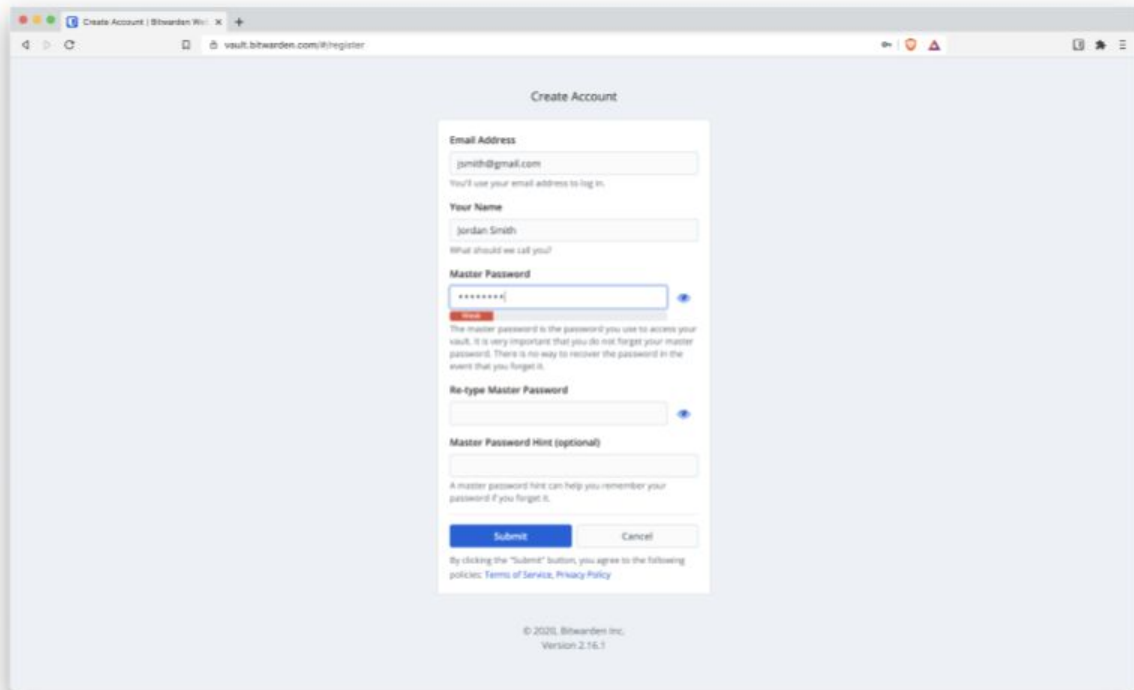 Create Account | Bitwarden We
vault.bitwarden.com/#/register
Create Account
Email Address
jsmith@gmail.com
You'll use your email address to log in.
Your Name
Jordan Smith
What should we call you?
Master Password
••••••••
Weak
The master password is the password you use to access your
vault. It is very important that you do not forget your master
password. There is no way to recover the password in the
event that you forget it.
Re-type Master Password
Master Password Hint (optional)
A master password hint can help you remember your
password if you forget it.
Submit Cancel
By clicking the "Submit" button, you agree to the following
policies: Terms of Service, Privacy Policy
© 2020, Bitwarden Inc.
Version 2.16.1